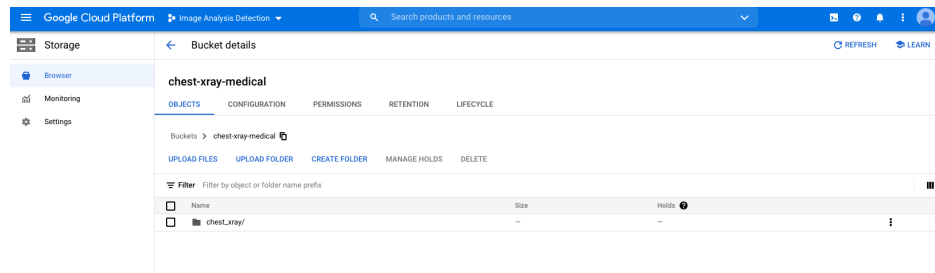 Google Cloud Platform Image Analysis Detection Search products and resources
Storage Bucket details REFRESH LEARN
Browser
Monitoring
Settings
chest-xray-medical
OBJECTS CONFIGURATION PERMISSIONS RETENTION LIFECYCLE
Buckets > chest-xray-medical
UPLOAD FILES UPLOAD FOLDER CREATE FOLDER MANAGE HOLDS DELETE
Filter Filter by object or folder name prefix
Name Size Holds ?
chest_xray/ — —